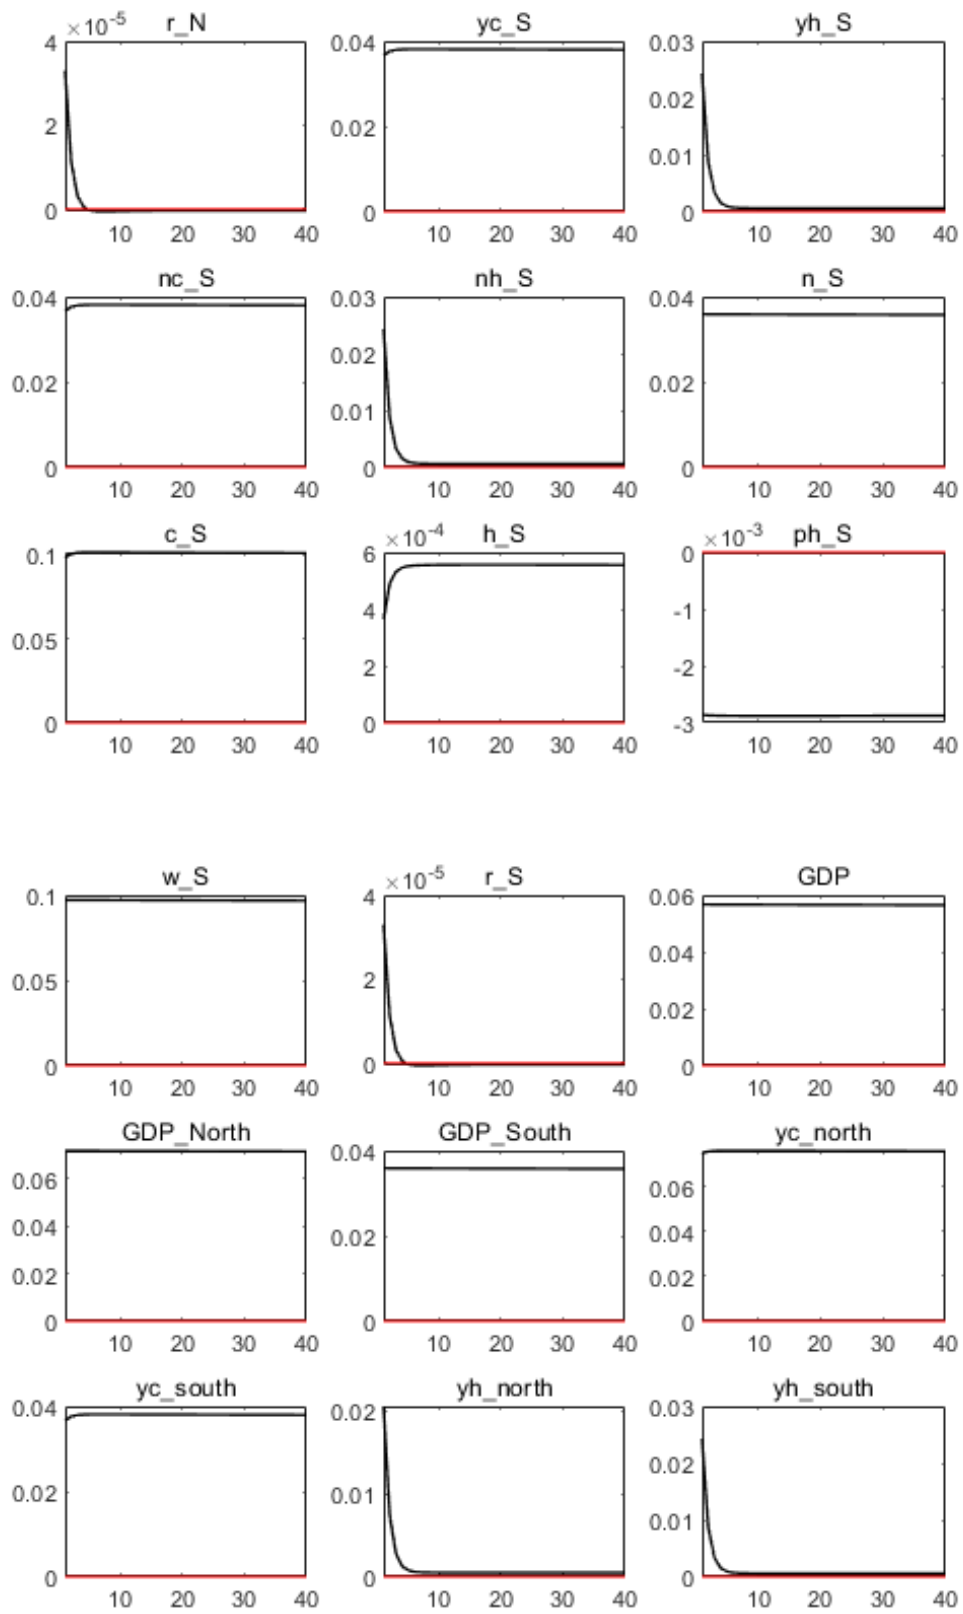 ×10⁻⁵ r_N yc_S yh_S
4 0.04 0.03
2 0.02 0.02
0.01
0 0 0
10 20 30 40 10 20 30 40 10 20 30 40
nc_S nh_S n_S
0.04 0.03 0.04
0.02 0.02 0.02
0.01
0 0 0
10 20 30 40 10 20 30 40 10 20 30 40
c_S ×10⁻⁴ h_S ×10⁻³ ph_S
0.1 6 0
4 -1
0.05
2 -2
0 0 -3
10 20 30 40 10 20 30 40 10 20 30 40
w_S ×10⁻⁵ r_S GDP
0.1 4 0.06
0.04
0.05 2
0.02
0 0 0
10 20 30 40 10 20 30 40 10 20 30 40
GDP_North GDP_South yc_north
0.04
0.06 0.06
0.04 0.02 0.04
0.02 0.02
0 0 0
10 20 30 40 10 20 30 40 10 20 30 40
yc_south yh_north yh_south
0.04 0.02 0.03
0.02 0.01 0.02
0.01
0 0 0
10 20 30 40 10 20 30 40 10 20 30 40